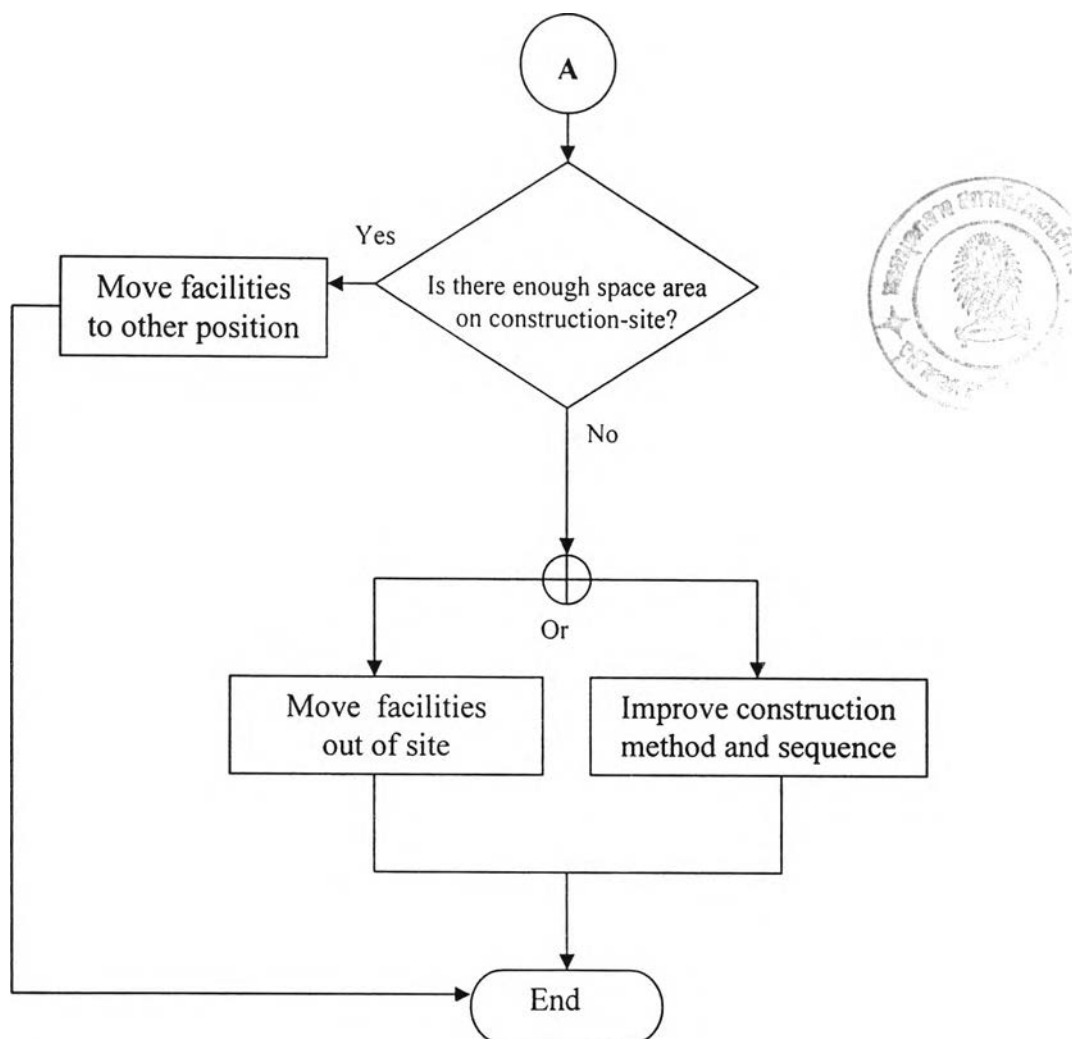 A
Yes
Move facilities
to other position
Is there enough space area
on construction-site?
No
Or
Move facilities
out of site
Improve construction
method and sequence
End